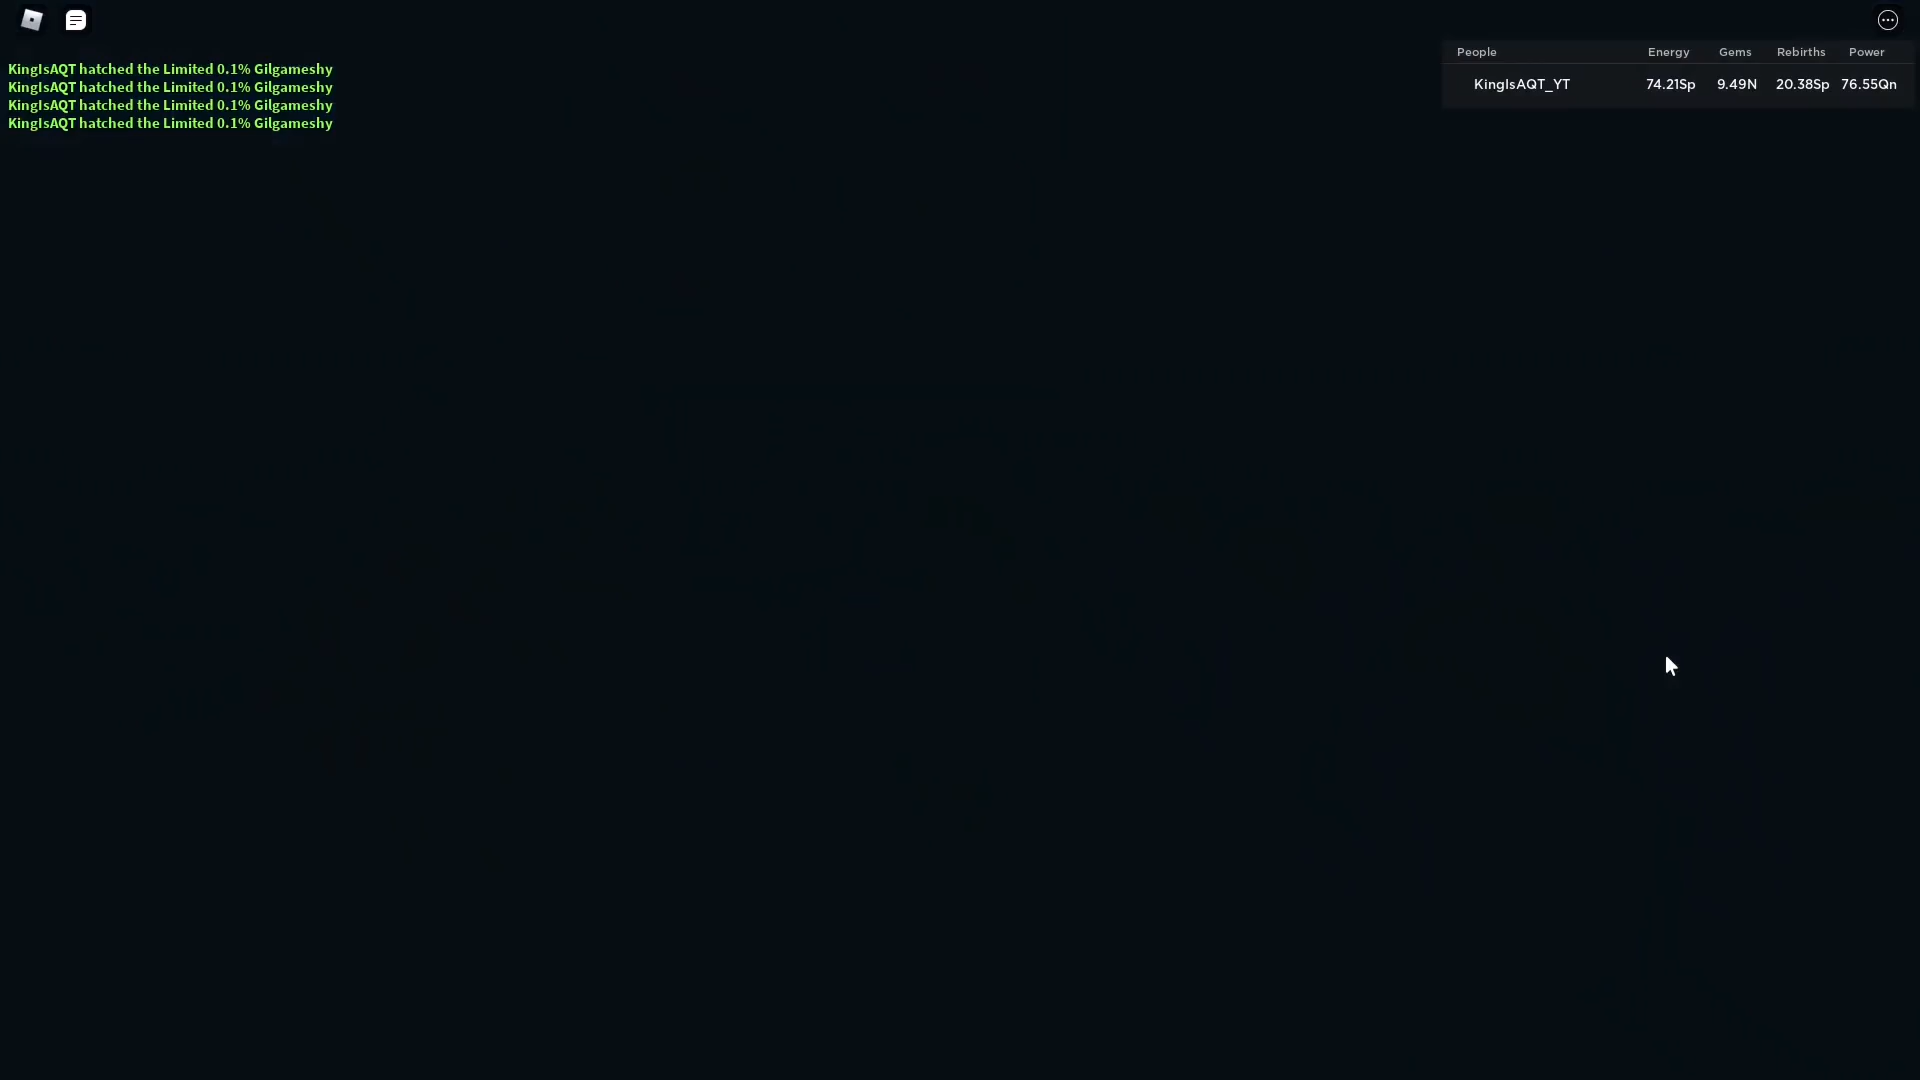 People Energy Gems Rebirths Power
KingIsAQT_YT 74.21Sp 9.49N 20.38Sp 76.55Qn
KingIsAQT hatched the Limited 0.1% Gilgameshy
KingIsAQT hatched the Limited 0.1% Gilgameshy
KingIsAQT hatched the Limited 0.1% Gilgameshy
KingIsAQT hatched the Limited 0.1% Gilgameshy